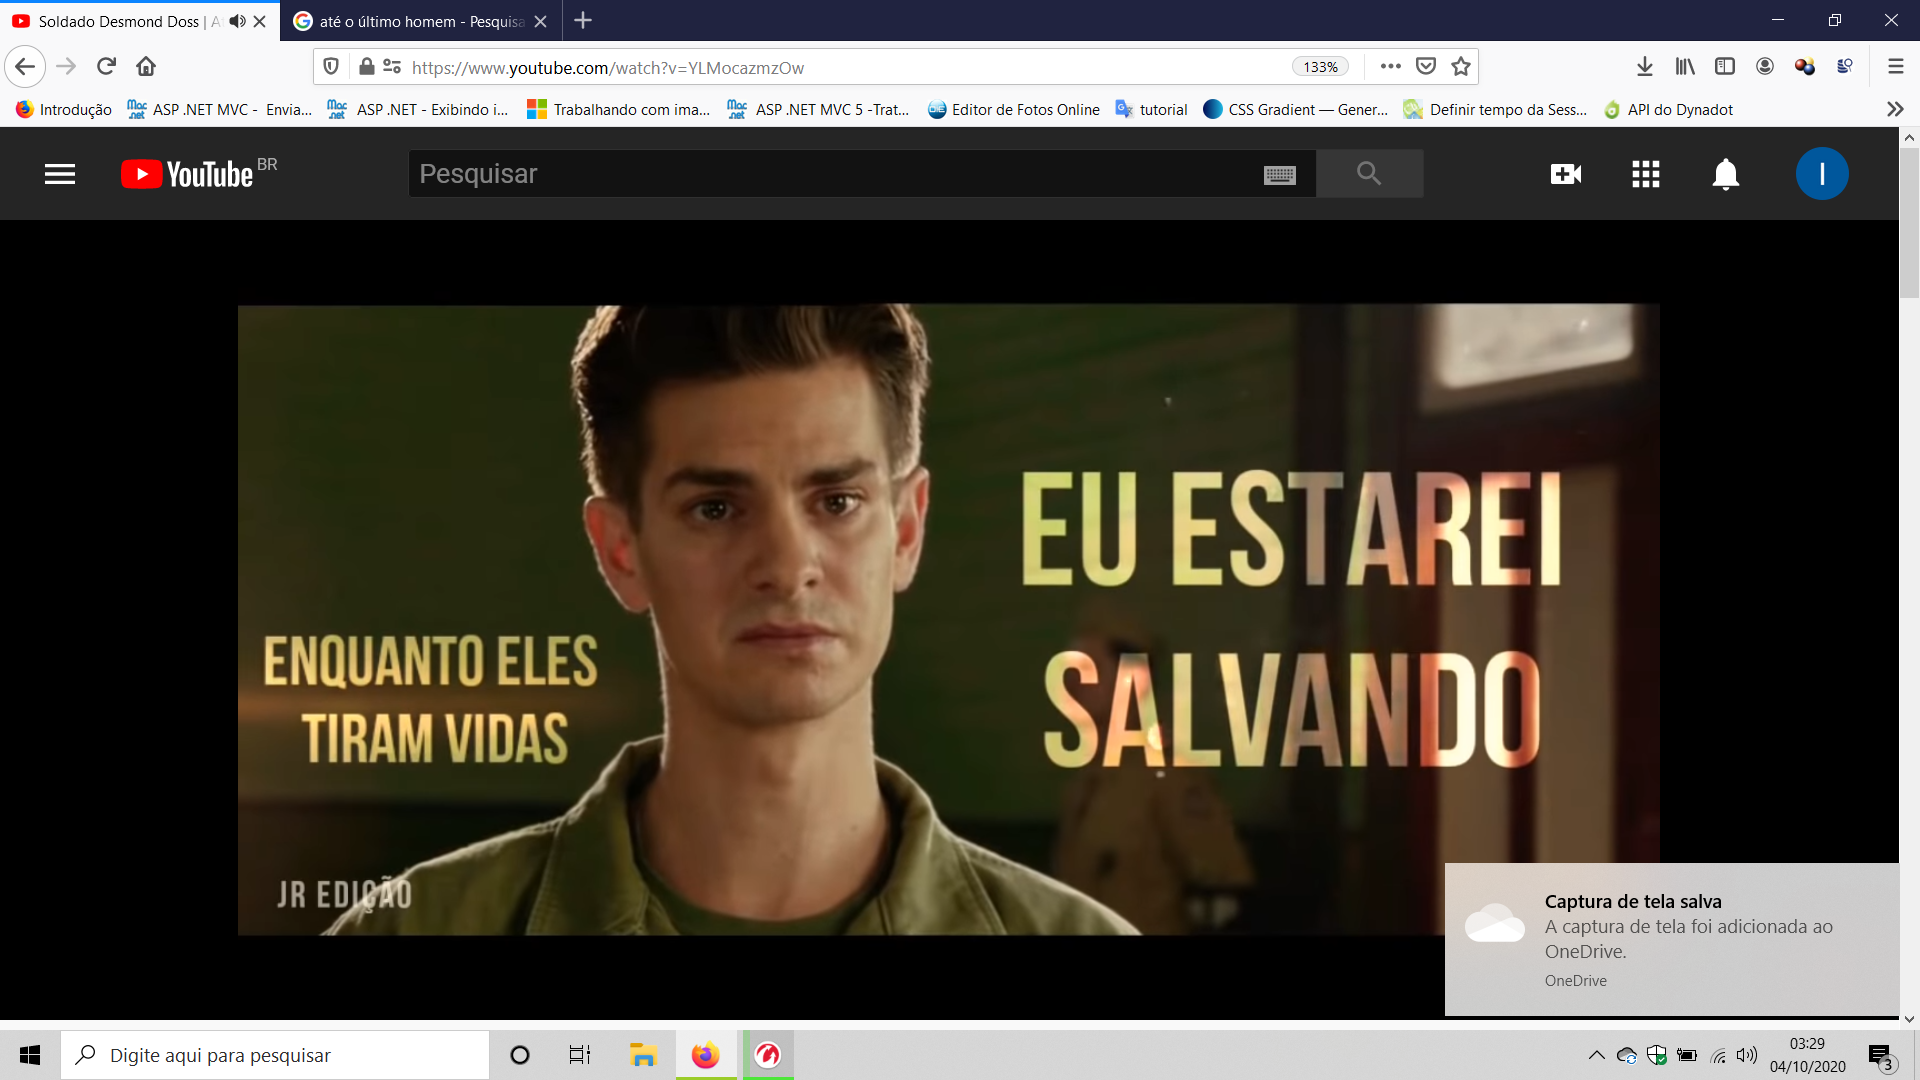 Soldado Desmond Doss | A
até o último homem - Pesquisa
133%
https://www.youtube.com/watch?v=YLMocazmzOw
Introdução
ASP .NET MVC - Envia...
ASP .NET - Exibindo i...
Trabalhando com ima...
ASP .NET MVC 5 -Trat...
Editor de Fotos Online
tutorial
CSS Gradient — Gener...
Definir tempo da Sess...
API do Dynadot
YouTube BR
Pesquisar
I
EU ESTAREI
SALVANDO
ENQUANTO ELES
TIRAM VIDAS
JR EDIÇÃO
Captura de tela salva
A captura de tela foi adicionada ao
OneDrive.
OneDrive
Digite aqui para pesquisar
03:29
04/10/2020
3